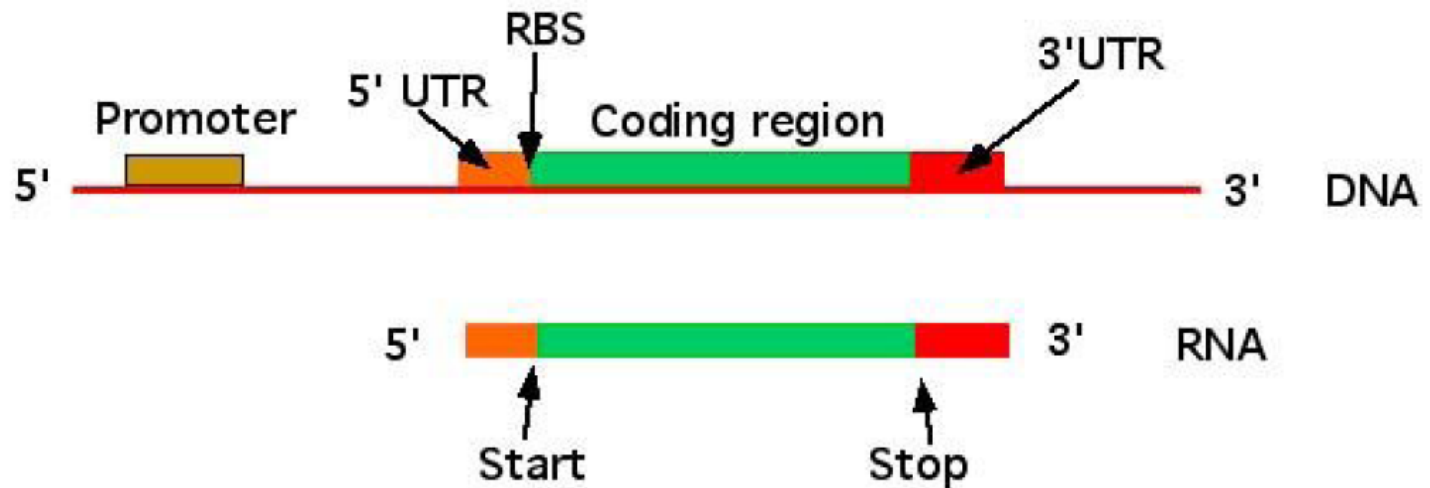 RBS
3'UTR
5' UTR
Promoter
Coding region
5'
3'
DNA
5'
3'
RNA
Start
Stop